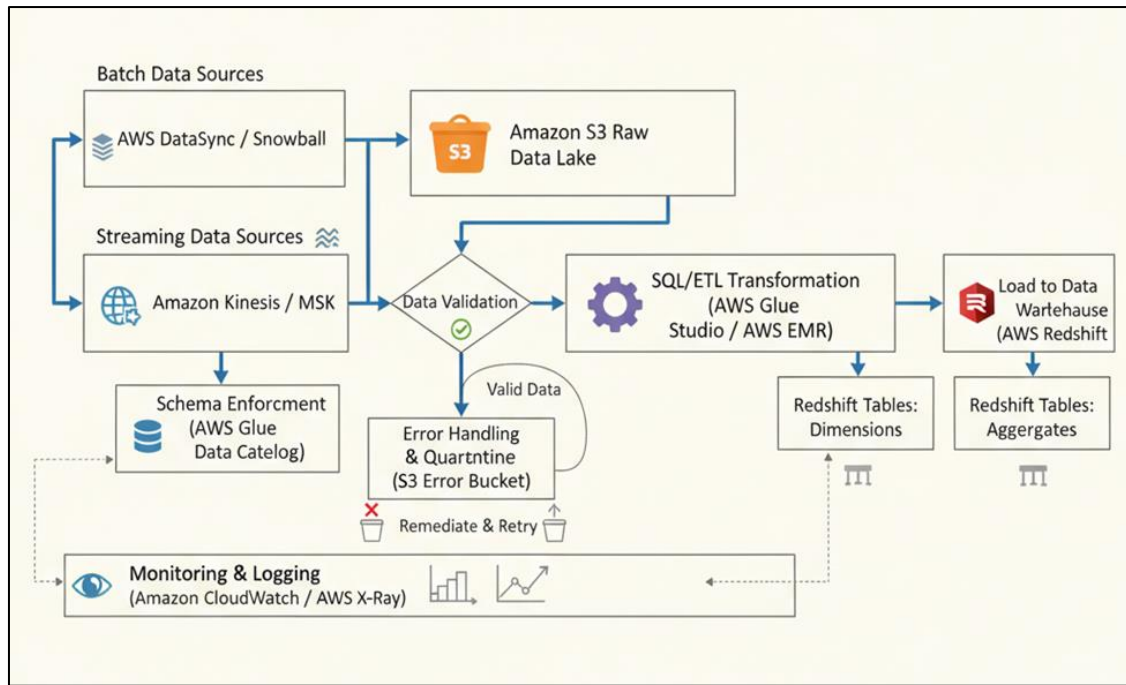 Batch Data Sources
AWS DataSync / Snowball
S3
Amazon S3 Raw
Data Lake
Streaming Data Sources
Amazon Kinesis / MSK
Data Validation
SQL/ETL Transformation
(AWS Glue
Studio / AWS EMR)
Load to Data
Wartehause
(AWS Redshift
Schema Enforcment
(AWS Glue
Data Catelog)
Valid Data
Error Handling
& Quartntine
(S3 Error Bucket)
Redshift Tables:
Dimensions
Redshift Tables:
Aggergates
Remediate & Retry
Monitoring & Logging
(Amazon CloudWatch / AWS X-Ray)